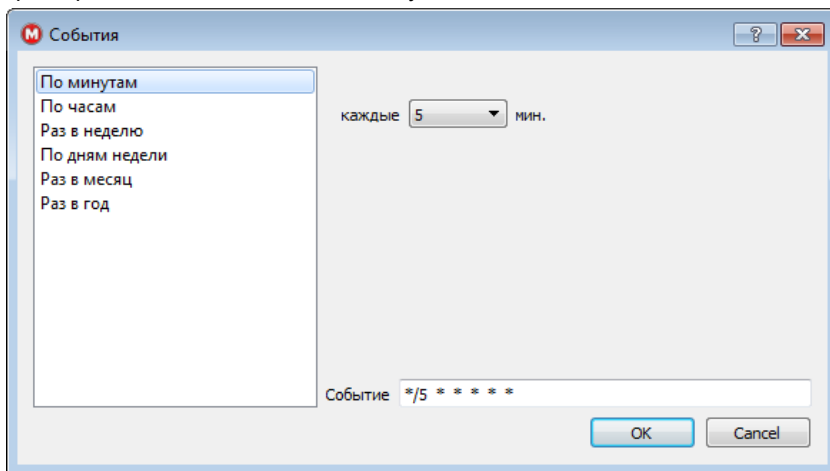 События
По минутам
По часам
Раз в неделю
По дням недели
Раз в месяц
Раз в год
каждые 5 мин.
Событие */5 * * * * *
OK Cancel